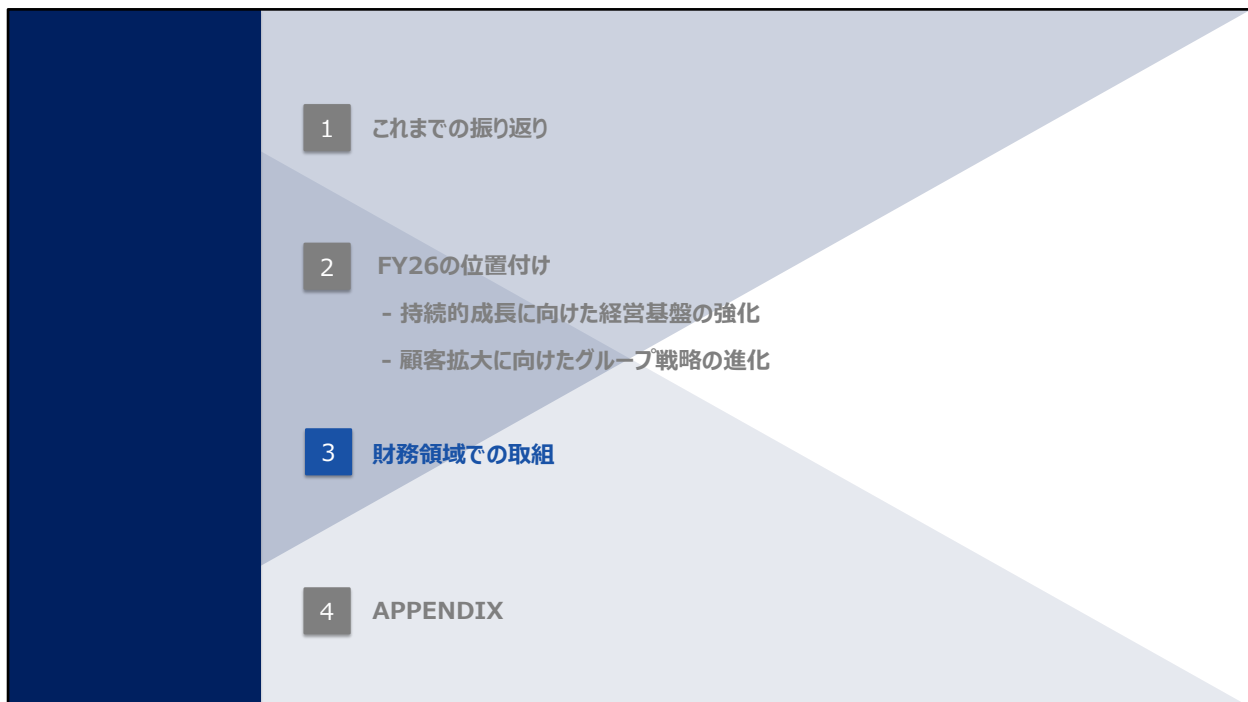 1 これまでの振り返り
2 FY26の位置付け
- 持続的成長に向けた経営基盤の強化
- 顧客拡大に向けたグループ戦略の進化
3 財務領域での取組
4 APPENDIX